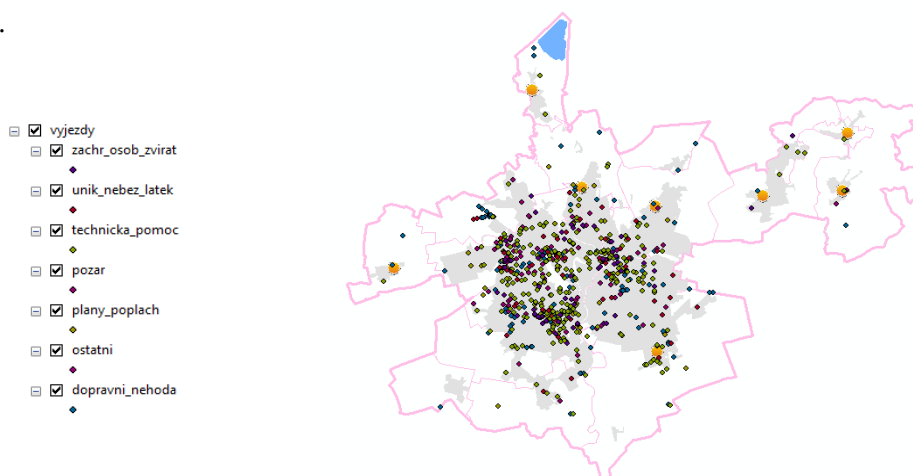 .
vyjezdy
zachr_osob_zvirat
unik_nebez_latek
technicka_pomoc
pozar
plany_poplach
ostatni
dopravni_nehoda